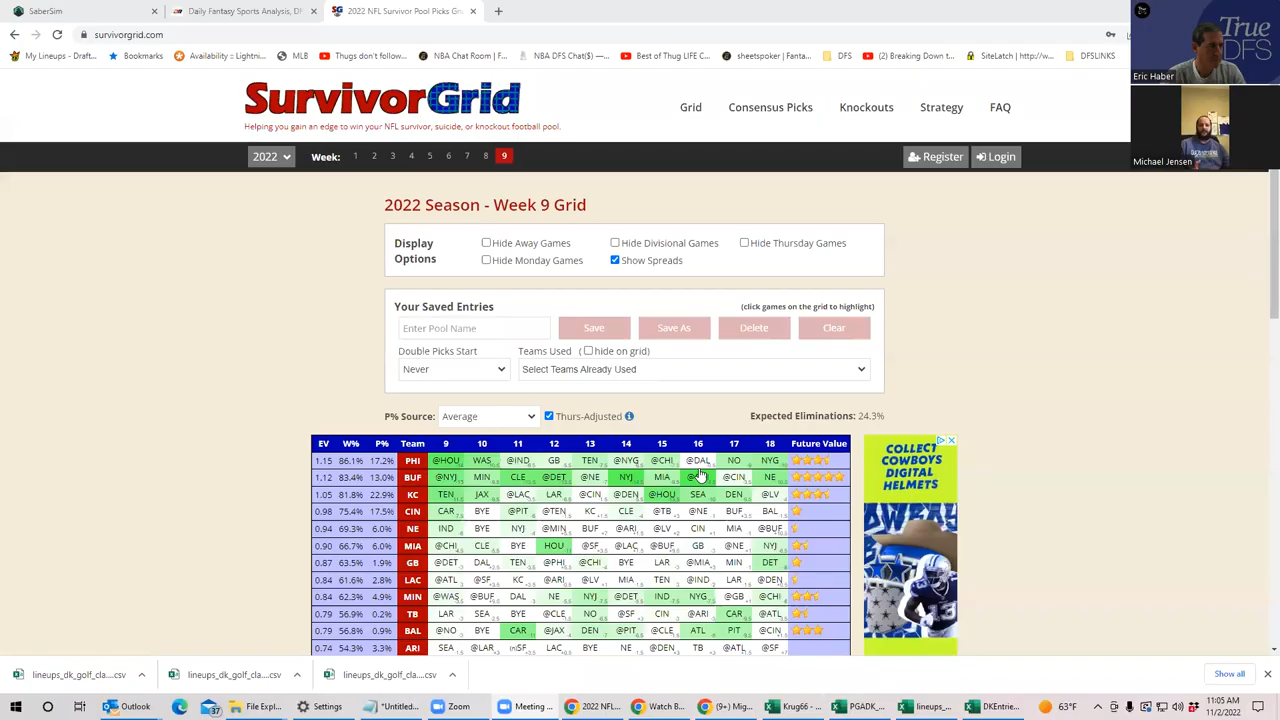 SaberSim
Daily Fantasy Sports Analysis, DF
2022 NFL Survivor Pool Picks Gri
survivorgrid.com
My Lineups - Draft...
Bookmarks
Availability :: Lightnin...
MLB
Thugs don't follow...
NBA Chat Room | F...
NBA DFS Chat($) —...
Best of Thug LIFE C...
sheetspoker | Fanta...
DFS
(2) Breaking Down t...
SiteLatch | http://w...
DFSLINKS
True
DFS
Eric Haber
Michael Jensen
SurvivorGrid
Helping you gain an edge to win your NFL survivor, suicide, or knockout football pool.
Grid Consensus Picks Knockouts Strategy FAQ
2022 Week: 1 2 3 4 5 6 7 8 9 Register Login
2022 Season - Week 9 Grid
Display Options
Hide Away Games Hide Divisional Games Hide Thursday Games
Hide Monday Games Show Spreads
Your Saved Entries (click games on the grid to highlight)
Enter Pool Name Save Save As Delete Clear
Double Picks Start Teams Used ( hide on grid)
Never Select Teams Already Used
P% Source: Average Thurs-Adjusted Expected Eliminations: 24.3%
EV W% P% Team 9 10 11 12 13 14 15 16 17 18 Future Value
1.15 86.1% 17.2% PHI @HOU WAS @IND GB TEN @NYG @CHI @DAL NO NYG
1.12 83.4% 13.0% BUF @NYJ MIN CLE @DET @NE NYJ MIA @CIN NE
1.05 81.8% 22.9% KC TEN JAX @LAC LAR @CIN @DEN @HOU SEA DEN @LV
0.98 75.4% 17.5% CIN CAR BYE @PIT @TEN KC CLE @TB @NE BUF BAL
0.94 69.3% 6.0% NE IND BYE NYJ @MIN BUF @ARI @LV CIN MIA @BUF
0.90 66.7% 6.0% MIA @CHI CLE BYE HOU @SF @LAC @BUF GB @NE NYJ
0.87 63.5% 1.9% GB @DET DAL TEN @PHI @CHI BYE LAR @MIA MIN DET
0.84 61.6% 2.8% LAC @ATL @SF KC @ARI @LV MIA TEN @IND LAR @DEN
0.84 62.3% 4.9% MIN @WAS @BUF DAL NE NYJ @DET IND NYG @GB @CHI
0.79 56.9% 0.2% TB LAR SEA BYE @CLE NO @SF CIN @ARI CAR @ATL
0.79 56.8% 0.9% BAL @NO BYE CAR @JAX DEN @PIT @CLE ATL PIT @CIN
0.74 54.3% 3.3% ARI SEA @LAR (n)SF LAC BYE NE @DEN TB @ATL @SF
COLLECT
COWBOYS
DIGITAL
HELMETS
lineups_dk_golf_cla....csv
lineups_dk_golf_cla....csv
lineups_dk_golf_cla....csv
Show all
Outlook
37
File Expl...
Settings
*Untitled...
Zoom
Meeting ...
2022 NFL...
Watch B...
(9+) Mig...
Krug66 -...
PGADK_...
lineups_...
DKEntrie...
63°F
11:05 AM
11/2/2022